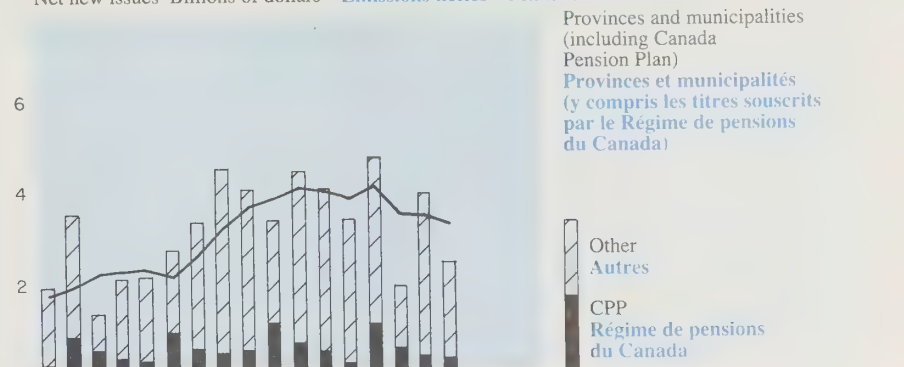 Net new issues Billions of dollars
Provinces and municipalities
(including Canada
Pension Plan)
Provinces et municipalités
(y compris les titres souscrits
par le Régime de pensions
du Canada)
6
4
2
Other
Autres
CPP
Régime de pensions
du Canada